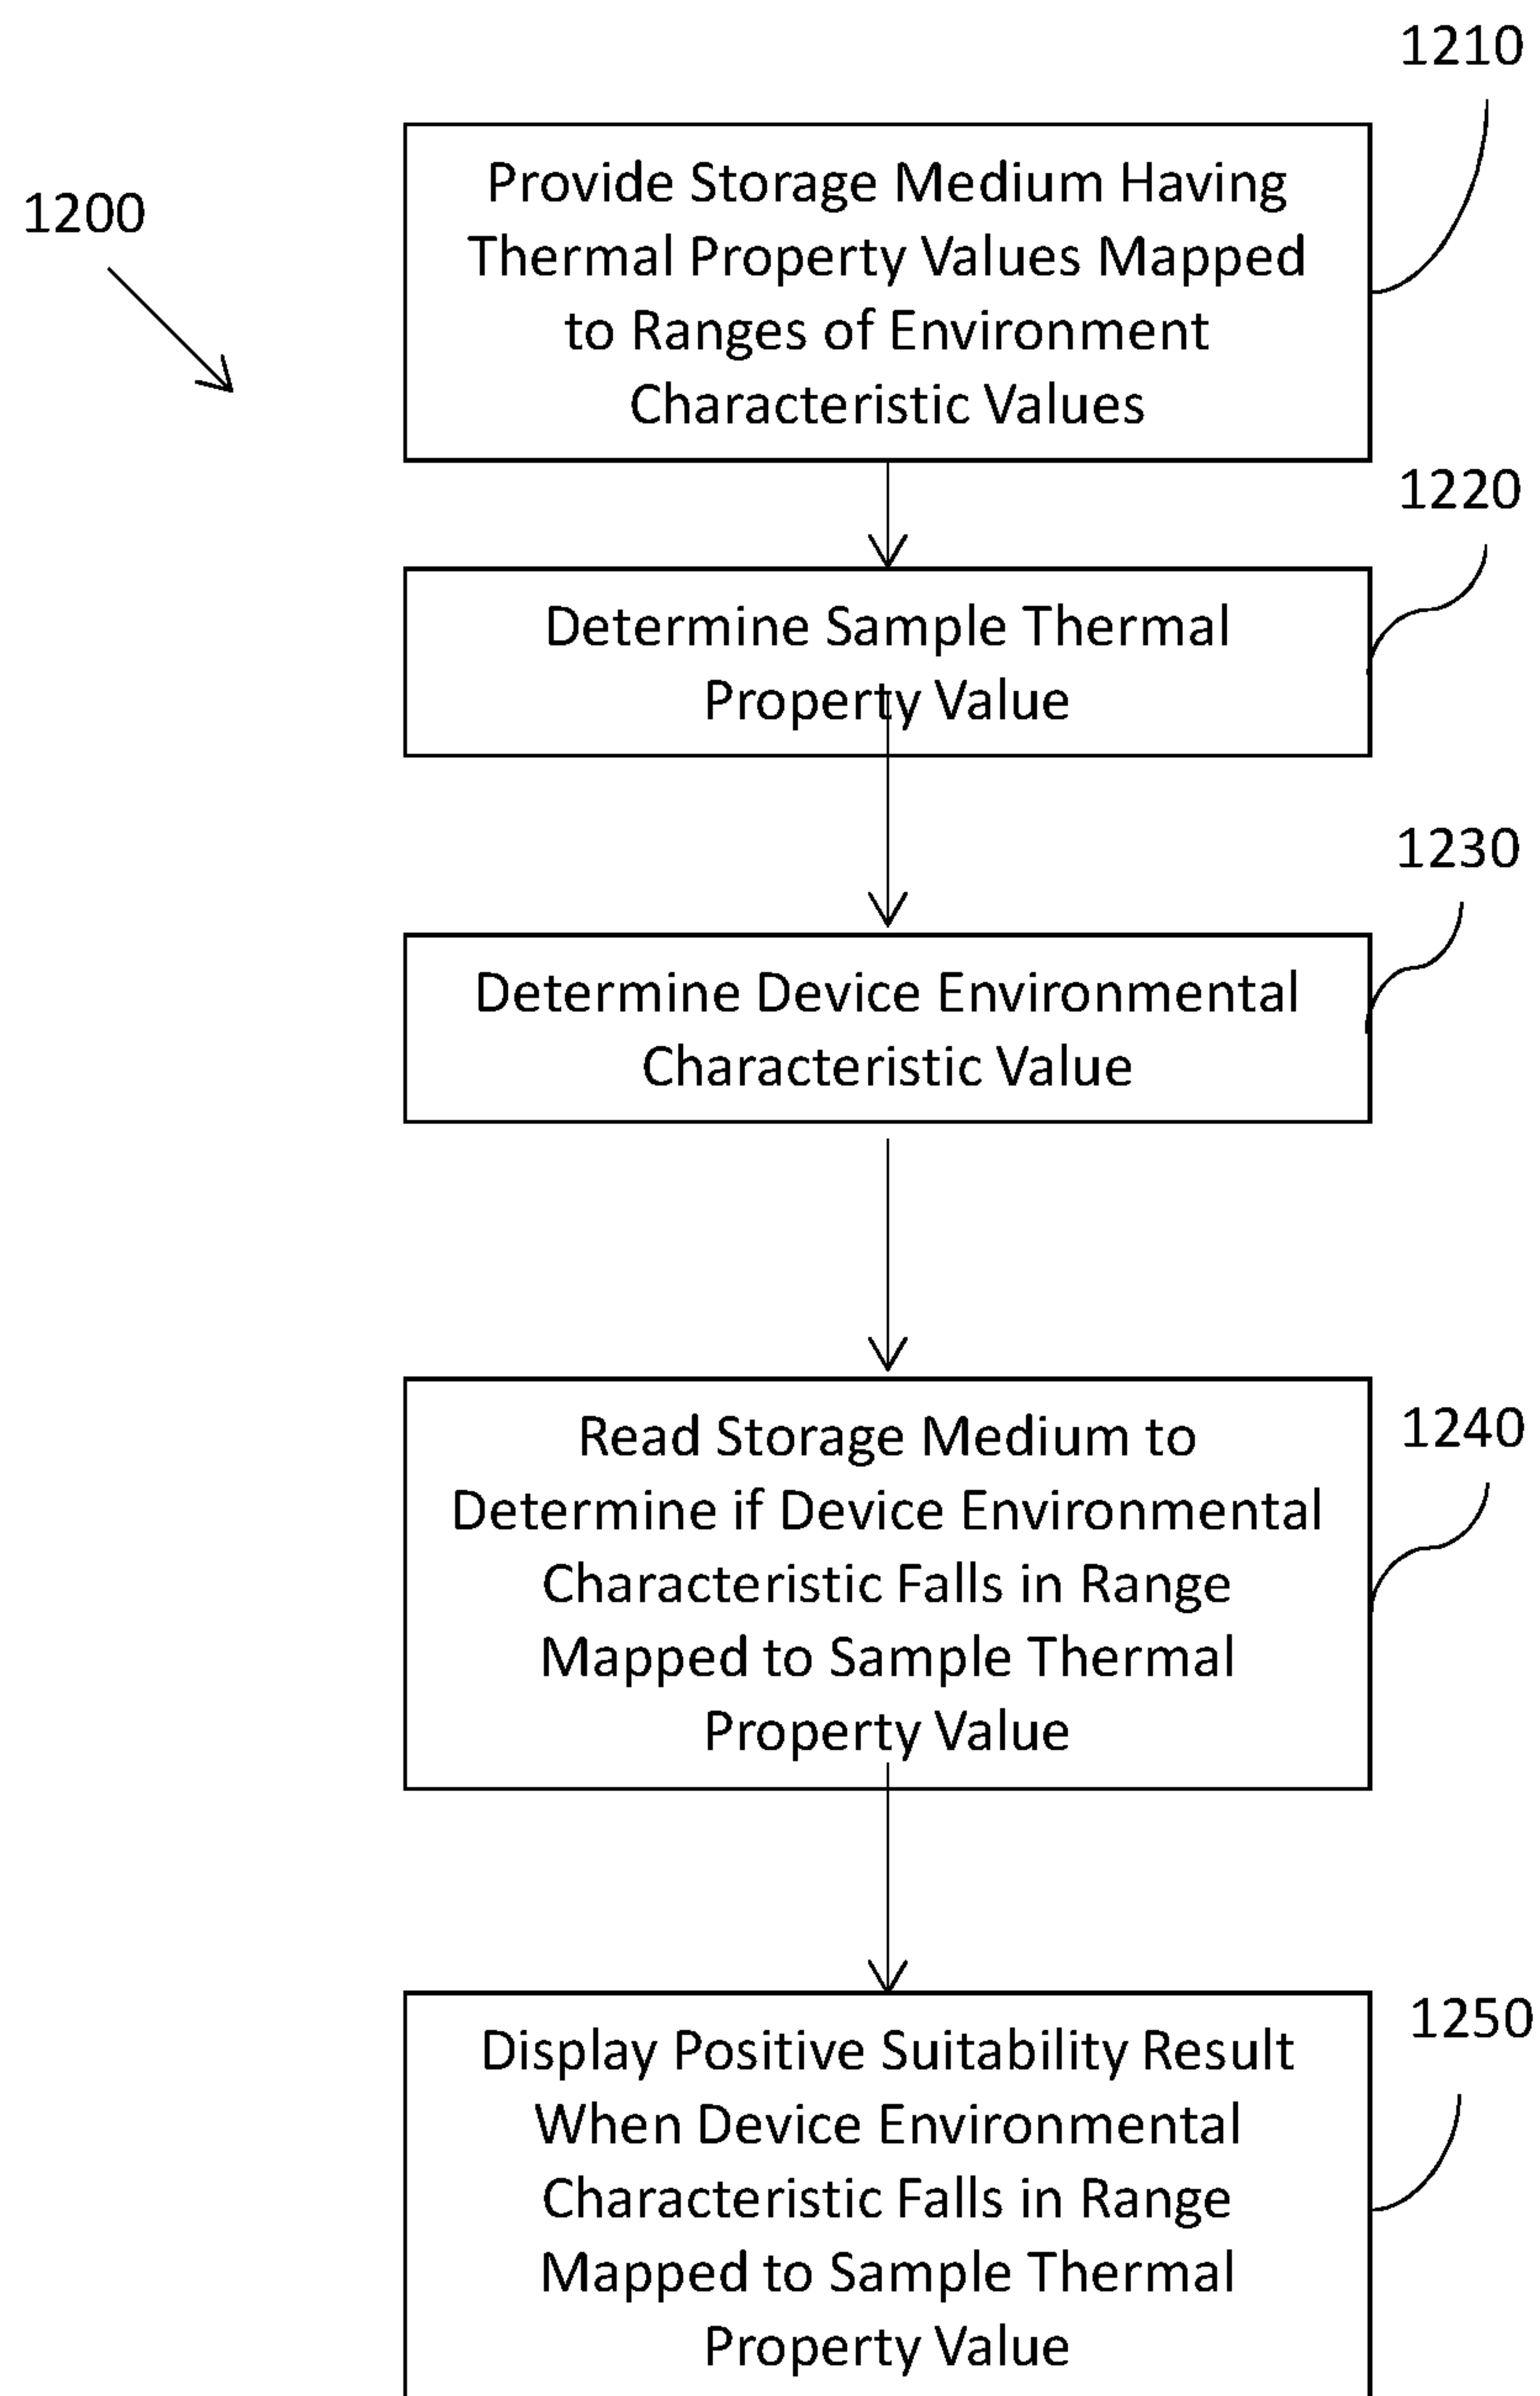 1210
Provide Storage Medium Having
Thermal Property Values Mapped
to Ranges of Environment
Characteristic Values
1200
1220
Determine Sample Thermal
Property Value
1230
Determine Device Environmental
Characteristic Value
1240
Read Storage Medium to
Determine if Device Environmental
Characteristic Falls in Range
Mapped to Sample Thermal
Property Value
1250
Display Positive Suitability Result
When Device Environmental
Characteristic Falls in Range
Mapped to Sample Thermal
Property Value